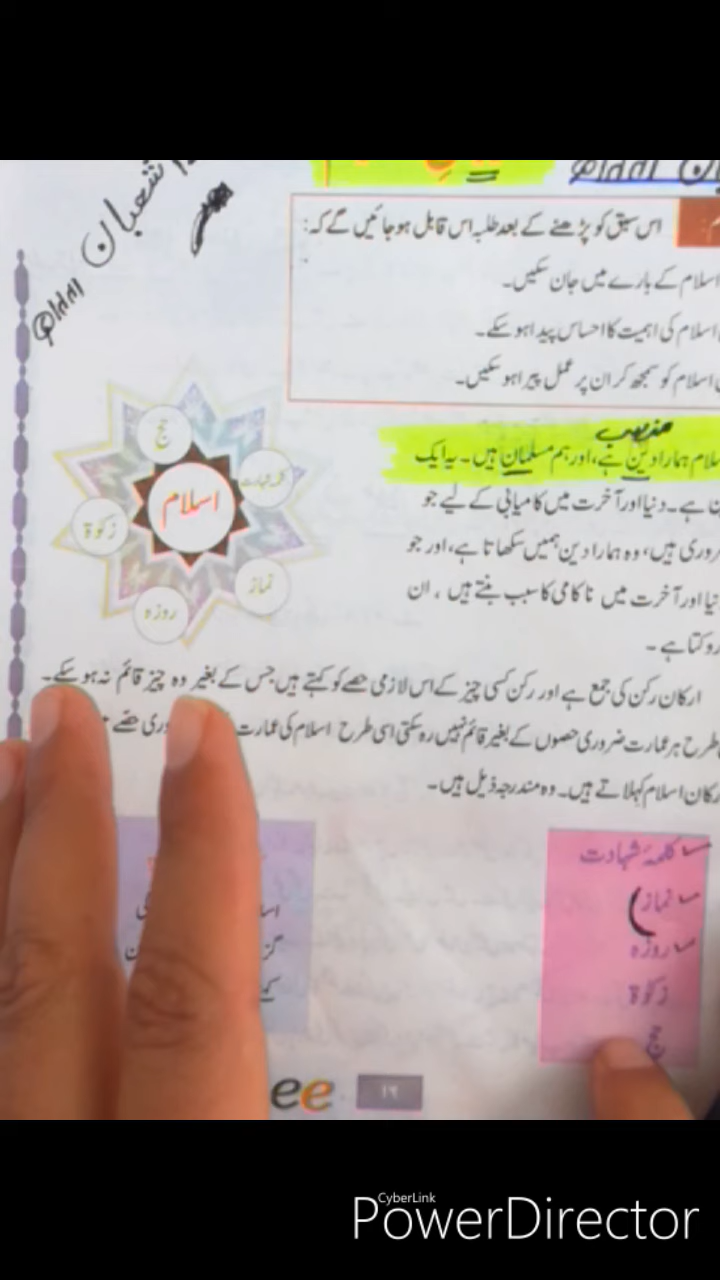 شعبان
اس سبق کو پڑھنے کے بعد طلبہ اس قابل ہو جائیں گے کہ:
اسلام کے بارے میں جان سکیں۔
اسلام کی اہمیت کا احساس پیدا ہو سکے۔
اسلام کو سمجھ کر ان پر عمل پیرا ہو سکیں۔
مذہب
ہمارا دین ہے، اور ہم مسلمان ہیں۔ یہ ایک
ہے۔ دنیا اور آخرت میں کامیابی کے لیے جو
ہیں، وہ ہمارا دین ہمیں سکھاتا ہے، اور جو
اور آخرت میں ناکامی کا سبب بنتے ہیں، ان
روکتا ہے۔
حج
کلمہ شہادت
اسلام
زکوٰۃ
نماز
روزہ
ارکان رکن کی جمع ہے اور رکن کسی چیز کے اس لازمی حصے کو کہتے ہیں جس کے بغیر وہ چیز قائم نہ ہو سکے۔
طرح ہر عمارت ضروری حصوں کے بغیر قائم نہیں رہ سکتی اسی طرح اسلام کی عمارت حصے
ارکان اسلام کہلاتے ہیں۔ وہ مندرجہ ذیل ہیں۔
کلمۂ شہادت
نماز
روزہ
زکوٰۃ
حج
ee
۱۶
CyberLink
PowerDirector